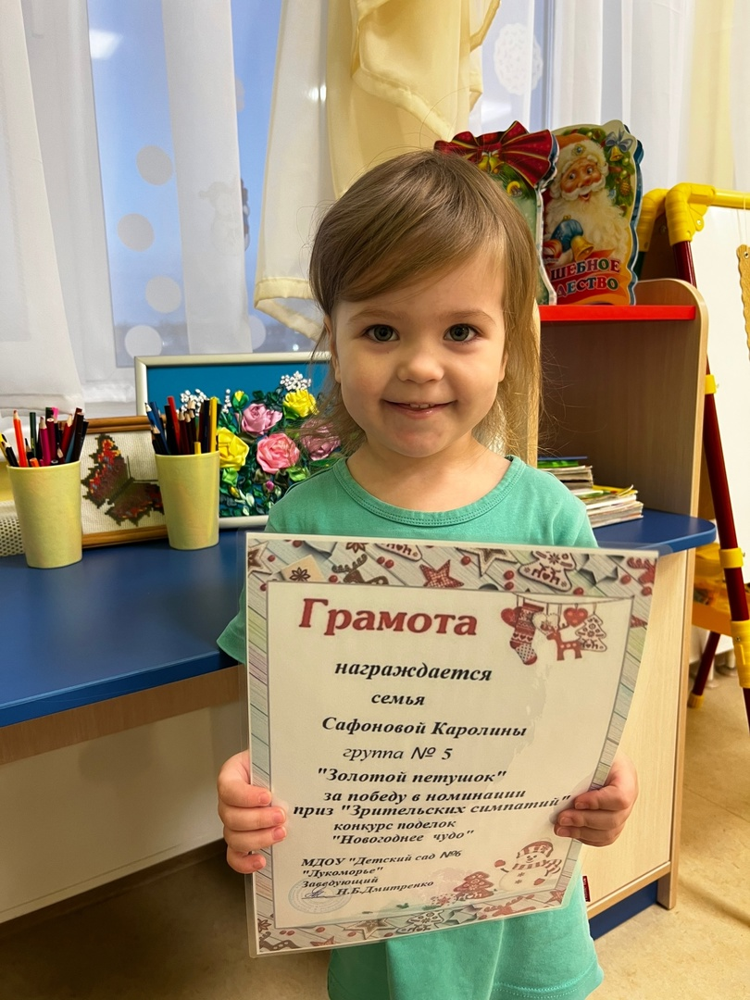 ШЕБНОЕ
ДЕСТВО
Грамота
награждается
семья
Сафоновой Каролины
группа № 5
"Золотой петушок"
за победу в номинации
приз "Зрительских симпатий"
конкурс поделок
"Новогоднее чудо"
МДОУ "Детский сад №6
"Лукоморье"
Заведующий
Н.Б.Дмитренко